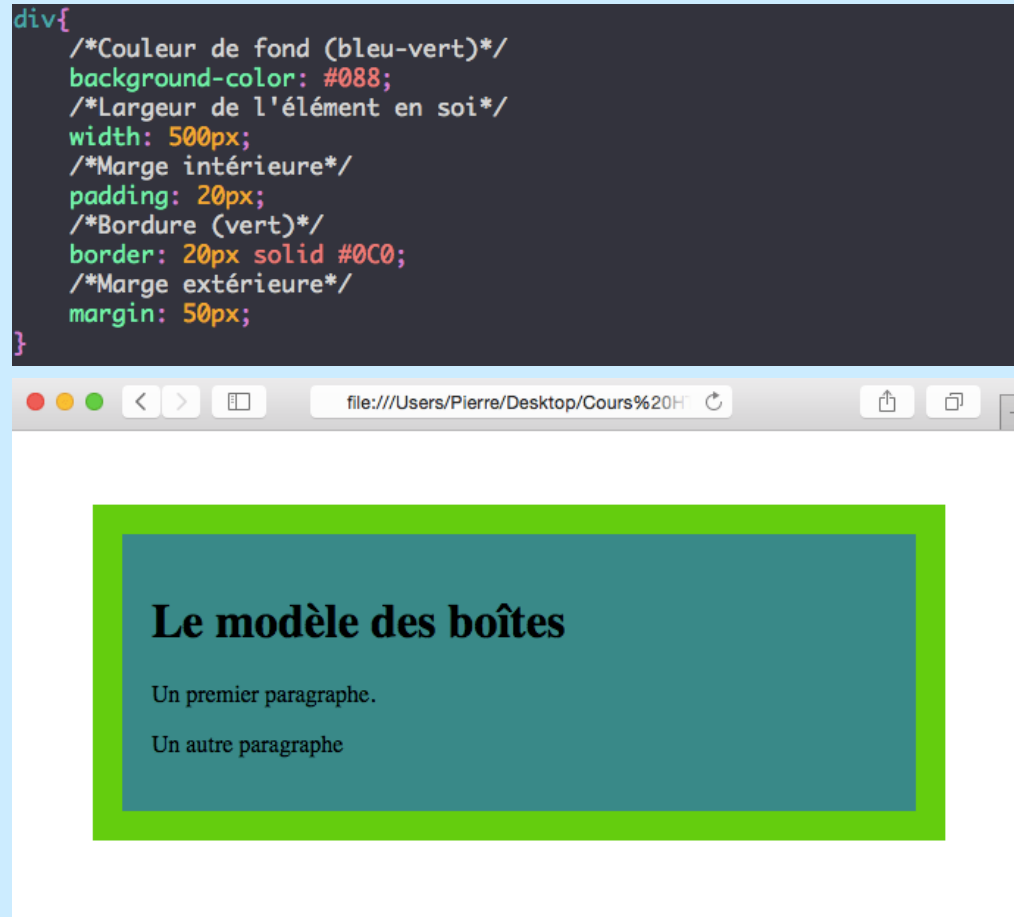 div{
/*Couleur de fond (bleu-vert)*/
background-color: #088;
/*Largeur de l'élément en soi*/
width: 500px;
/*Marge intérieure*/
padding: 20px;
/*Bordure (vert)*/
border: 20px solid #0C0;
/*Marge extérieure*/
margin: 50px;
}
file:///Users/Pierre/Desktop/Cours%20H
Le modèle des boîtes
Un premier paragraphe.
Un autre paragraphe